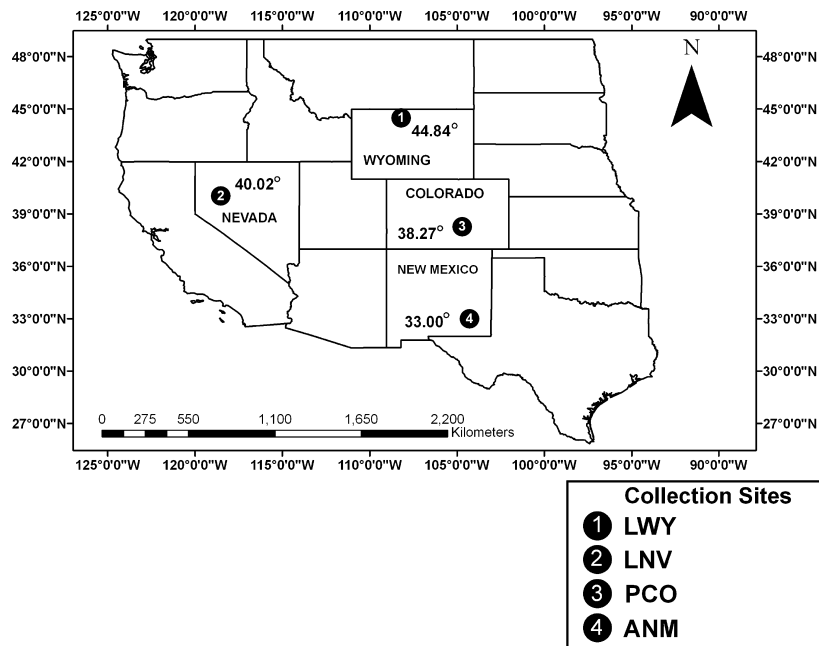 125°0'0"W 120°0'0"W 115°0'0"W 110°0'0"W 105°0'0"W 100°0'0"W 95°0'0"W 90°0'0"W
N
48°0'0"N 48°0'0"N
45°0'0"N 45°0'0"N
1
44.84°
WYOMING
42°0'0"N 42°0'0"N
2 40.02°
NEVADA
COLORADO
39°0'0"N 39°0'0"N
38.27° 3
36°0'0"N 36°0'0"N
NEW MEXICO
33°0'0"N 33°0'0"N
33.00° 4
30°0'0"N 30°0'0"N
27°0'0"N 27°0'0"N
0 275 550 1,100 1,650 2,200
Kilometers
125°0'0"W 120°0'0"W 115°0'0"W 110°0'0"W 105°0'0"W 100°0'0"W 95°0'0"W 90°0'0"W
Collection Sites
1 LWY
2 LNV
3 PCO
4 ANM